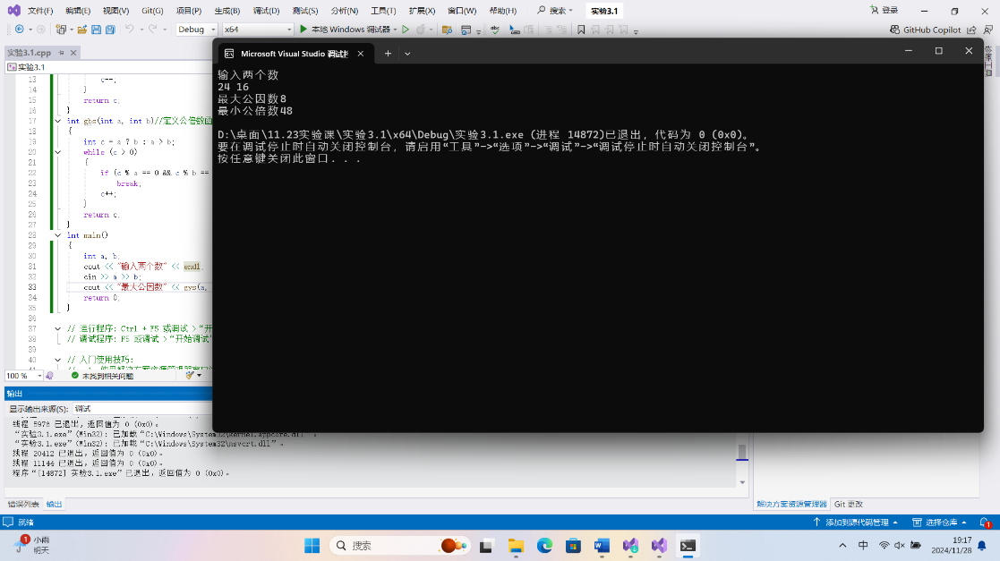 文件(F) 编辑(E) 视图(V) Git(G) 项目(P) 生成(B) 调试(D) 测试(S) 分析(N) 工具(T) 扩展(X) 窗口(W) 帮助(H) 搜索 实验3.1 登录
Debug x64 本地 Windows 调试器 GitHub Copilot
实验3.1.cpp
实验3.1
13 c--;
14 }
15 return c;
16 }
17 int gbs(int a, int b)//定义公倍数函
18 {
19 int c = a ? b : a > b;
20 while (c > 0)
21 {
22 if (c % a == 0 && c % b ==
23 break;
24 c++;
25 }
26 return c;
27 }
28 int main()
29 {
30 int a, b;
31 cout << "输入两个数" << endl;
32 cin >> a >> b;
33 cout << "最大公因数" << gys(a,
34 return 0;
35 }
36
37 // 运行程序: Ctrl + F5 或调试 >“开
38 // 调试程序: F5 或调试 >“开始调试”
39
40 // 入门使用技巧:
100 % 未找到相关问题
Microsoft Visual Studio 调试控
输入两个数
24 16
最大公因数8
最小公倍数48
D:\桌面\11.23实验课\实验3.1\x64\Debug\实验3.1.exe (进程 14872)已退出，代码为 0 (0x0)。
要在调试停止时自动关闭控制台，请启用“工具”->“选项”->“调试”->“调试停止时自动关闭控制台”。
按任意键关闭此窗口. . .
输出
显示输出来源(S): 调试
线程 5978 已退出，返回值为 0 (0x0)。
“实验3.1.exe”(Win32): 已加载“C:\Windows\System32\kernel.appcore.dll”。
“实验3.1.exe”(Win32): 已加载“C:\Windows\System32\msvcrt.dll”。
线程 20412 已退出，返回值为 0 (0x0)。
线程 11144 已退出，返回值为 0 (0x0)。
程序“[14872] 实验3.1.exe”已退出，返回值为 0 (0x0)。
错误列表 输出
解决方案资源管理器 Git 更改
就绪 添加到源代码管理 选择仓库 1
1 小雨
明天
搜索
中
19:17
2024/11/28